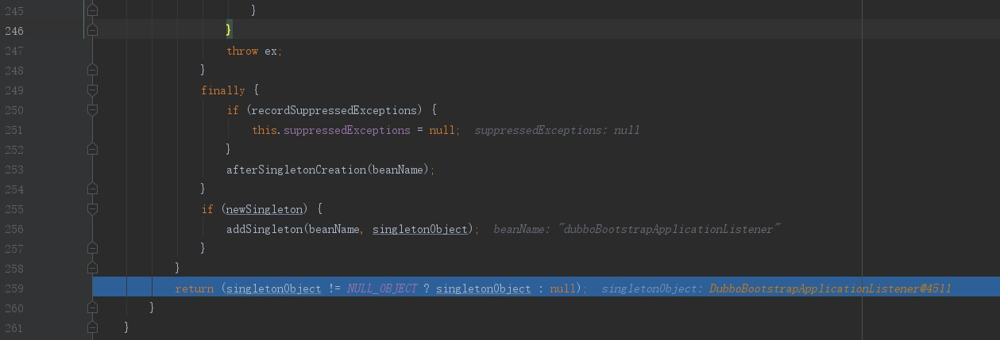 245 }
246 }
247 throw ex;
248 }
249 finally {
250 if (recordSuppressedExceptions) {
251 this.suppressedExceptions = null; suppressedExceptions: null
252 }
253 afterSingletonCreation(beanName);
254 }
255 if (newSingleton) {
256 addSingleton(beanName, singletonObject); beanName: "dubboBootstrapApplicationListener"
257 }
258 }
259 return (singletonObject != NULL_OBJECT ? singletonObject : null); singletonObject: DubboBootstrapApplicationListener@4511
260 }
261 }